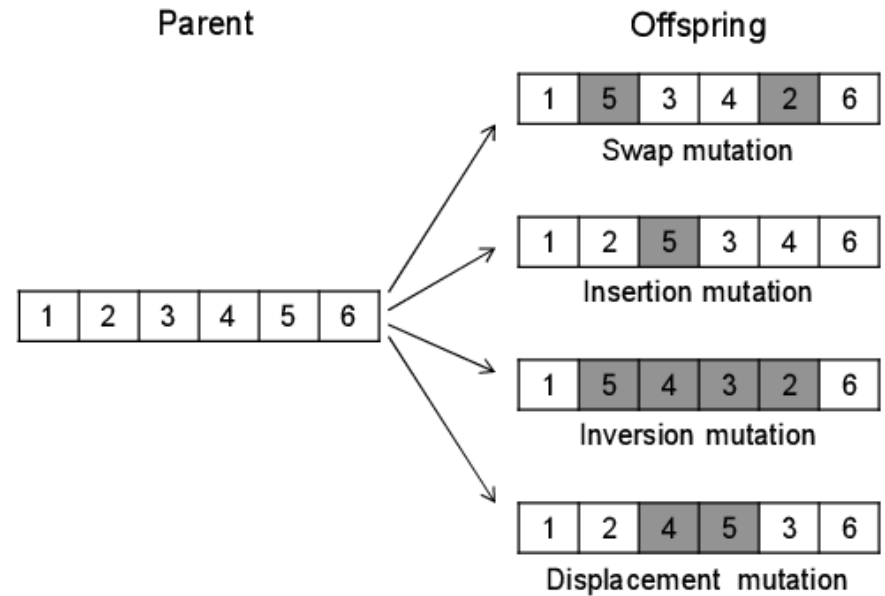 Parent
Offspring
1 5 3 4 2 6
Swap mutation
1 2 5 3 4 6
Insertion mutation
1 2 3 4 5 6
1 5 4 3 2 6
Inversion mutation
1 2 4 5 3 6
Displacement mutation